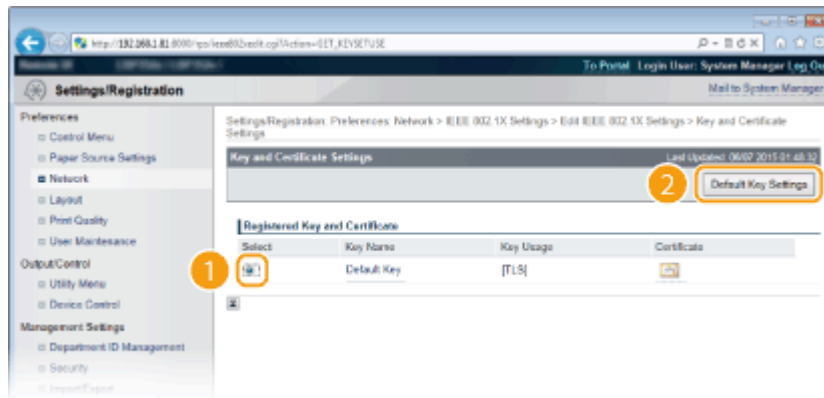 http://192.168.1.81:8000/rps/ieee802xedit.cgi?Action=GET_KEYSETUSE
To Portal Login User: System Manager Log Ou
Settings/Registration
Mail to System Manager
Preferences
Control Menu
Paper Source Settings
Network
Layout
Print Quality
User Maintenance
Output/Control
Utility Menu
Device Control
Management Settings
Department ID Management
Security
Import/Export
Settings/Registration: Preferences: Network > IEEE 802.1X Settings > Edit IEEE 802.1X Settings > Key and Certificate
Settings
Key and Certificate Settings
Last Updated: 06/07 2015 01:48:32
2
Default Key Settings
Registered Key and Certificate
Select Key Name Key Usage Certificate
1
Default Key [TLS]